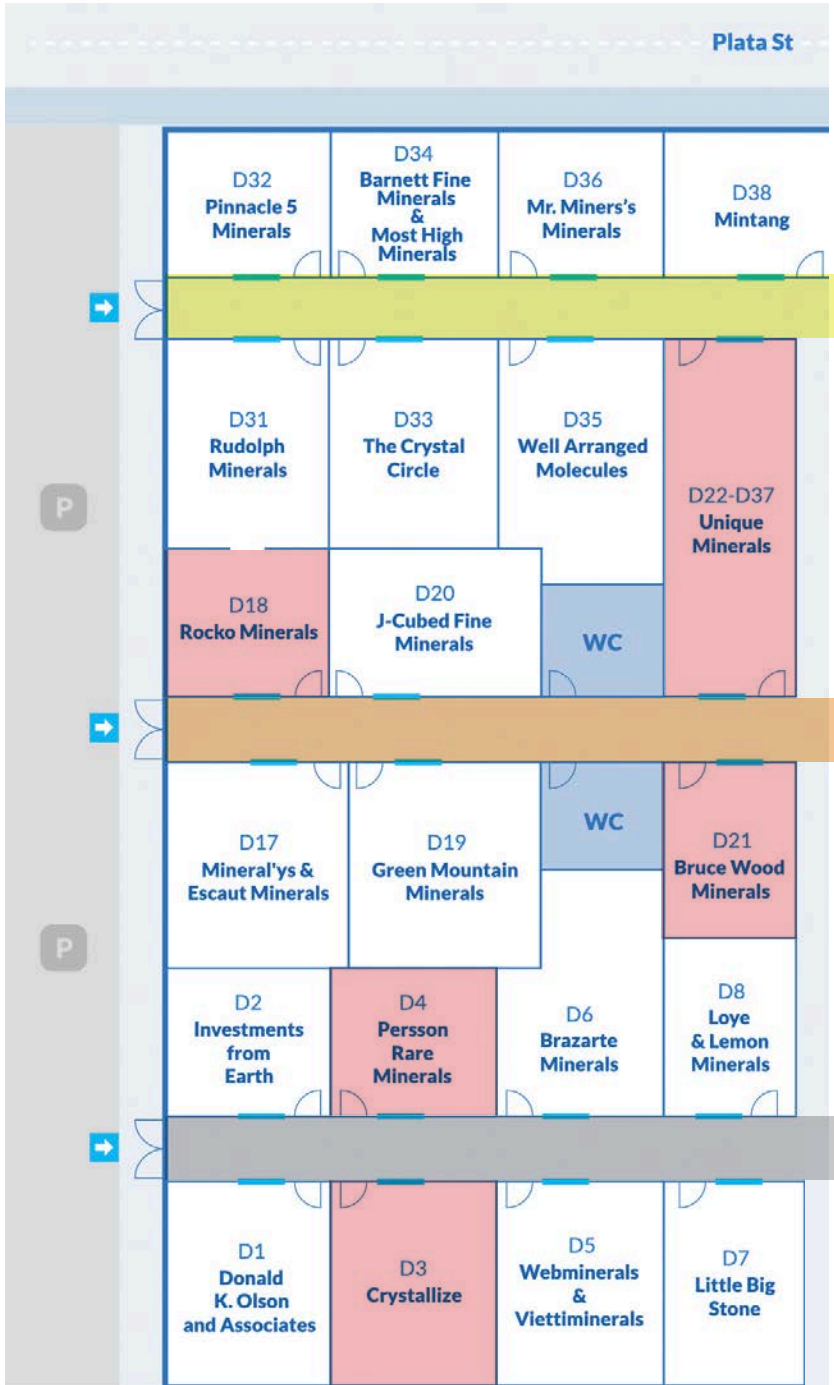 Plata St
D32
Pinnacle 5
Minerals
D34
Barnett Fine
Minerals
&
Most High
Minerals
D36
Mr. Miners's
Minerals
D38
Mintang
D31
Rudolph
Minerals
D33
The Crystal
Circle
D35
Well Arranged
Molecules
D22-D37
Unique
Minerals
P
D18
Rocko Minerals
D20
J-Cubed Fine
Minerals
WC
D17
Mineral'ys &
Escaut Minerals
D19
Green Mountain
Minerals
WC
D21
Bruce Wood
Minerals
P
D2
Investments
from
Earth
D4
Persson
Rare
Minerals
D6
Brazarte
Minerals
D8
Loye
& Lemon
Minerals
D1
Donald
K. Olson
and Associates
D3
Crystallize
D5
Webminerals
&
Viettiminerals
D7
Little Big
Stone